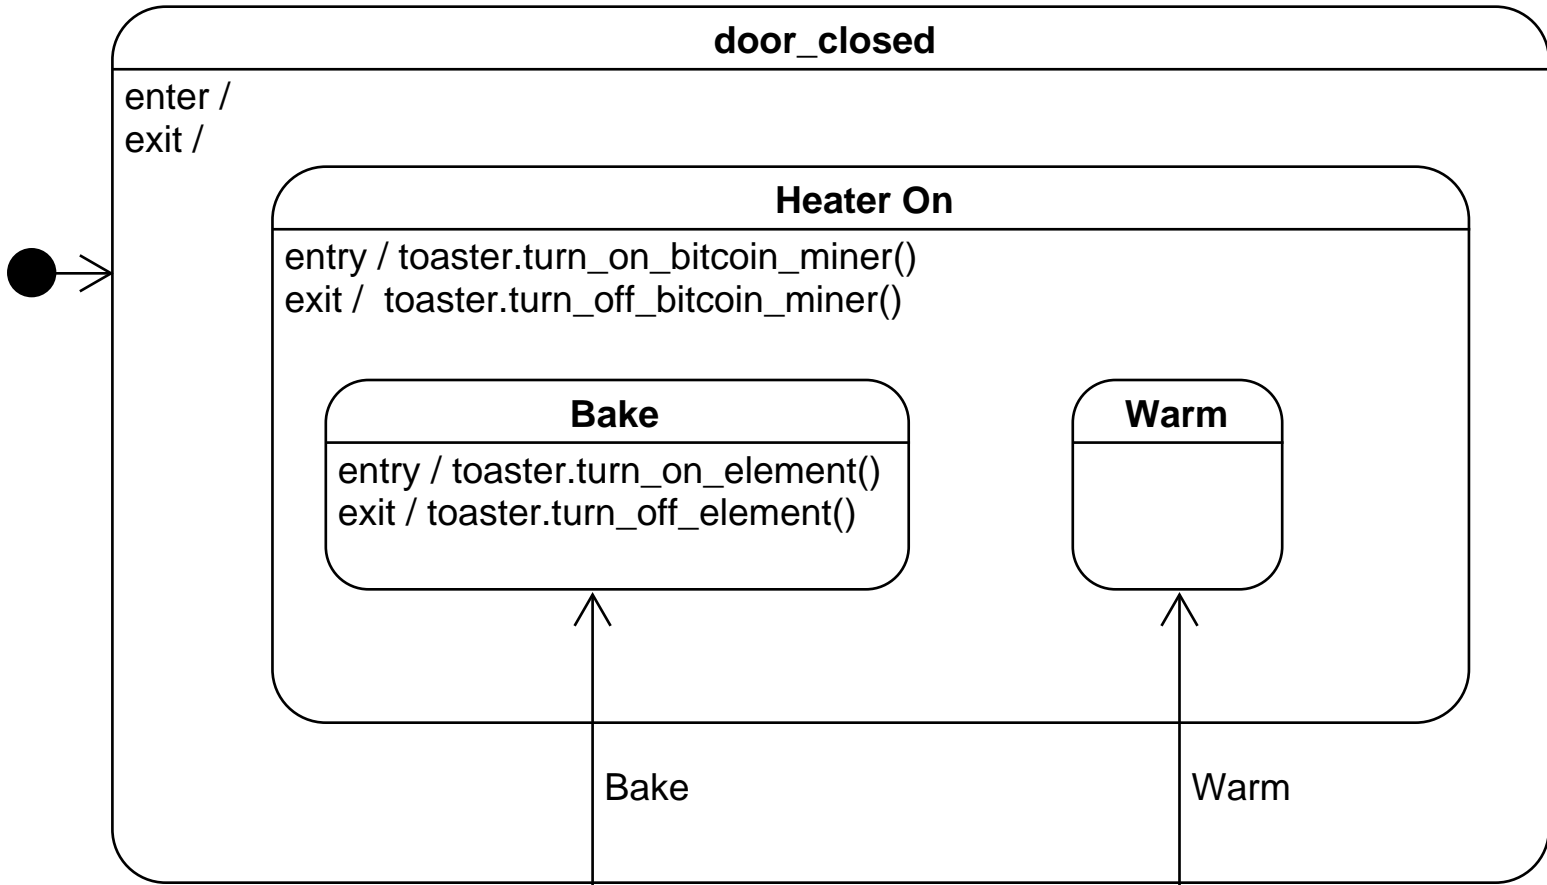 door_closed
enter /
exit /
Heater On
entry / toaster.turn_on_bitcoin_miner()
exit /  toaster.turn_off_bitcoin_miner()
Bake
entry / toaster.turn_on_element()
exit / toaster.turn_off_element()
Warm
Bake
Warm